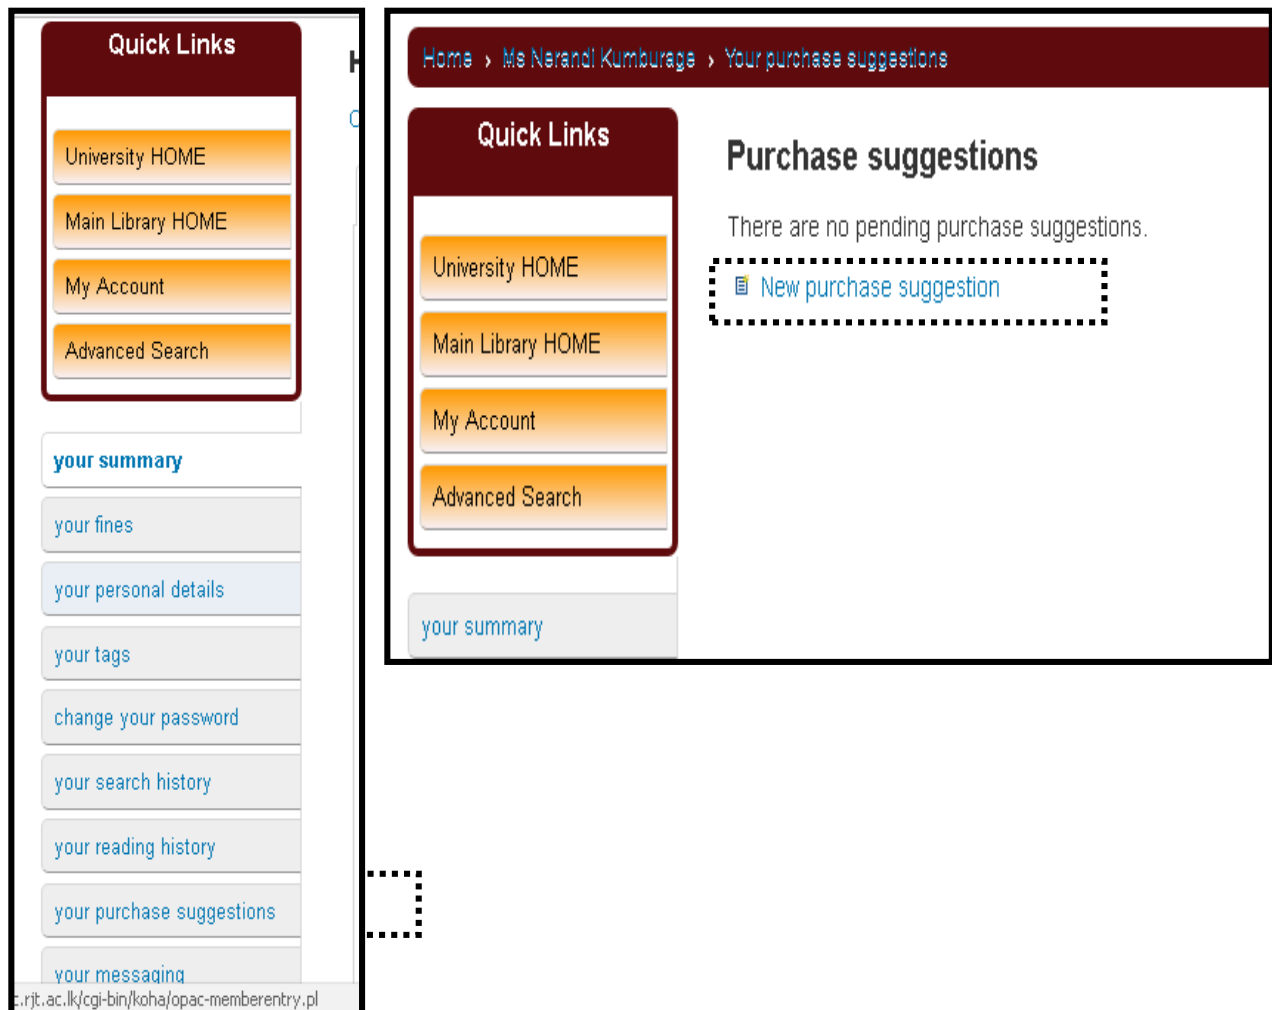 Quick Links
University HOME
Main Library HOME
My Account
Advanced Search
your summary
your fines
your personal details
your tags
change your password
your search history
your reading history
your purchase suggestions
your messaging
c.rjt.ac.lk/cgi-bin/koha/opac-memberentry.pl
Home › Ms Nerandi Kumburage › Your purchase suggestions
Quick Links
University HOME
Main Library HOME
My Account
Advanced Search
your summary
Purchase suggestions
There are no pending purchase suggestions.
New purchase suggestion